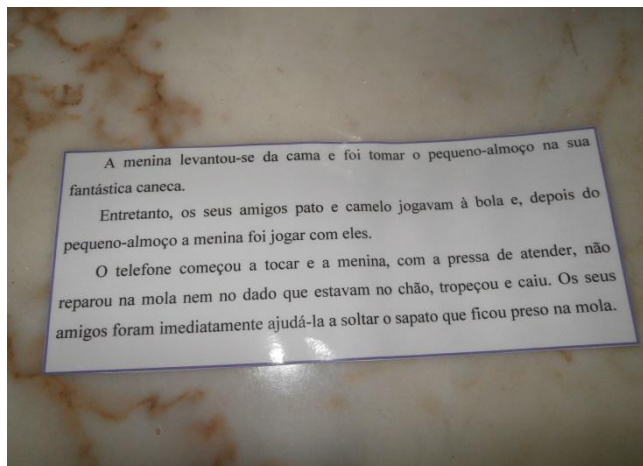 A menina levantou-se da cama e foi tomar o pequeno-almoço na sua
fantástica caneca.
Entretanto, os seus amigos pato e camelo jogavam à bola e, depois do
pequeno-almoço a menina foi jogar com eles.
O telefone começou a tocar e a menina, com a pressa de atender, não
reparou na mola nem no dado que estavam no chão, tropeçou e caiu. Os seus
amigos foram imediatamente ajudá-la a soltar o sapato que ficou preso na mola.